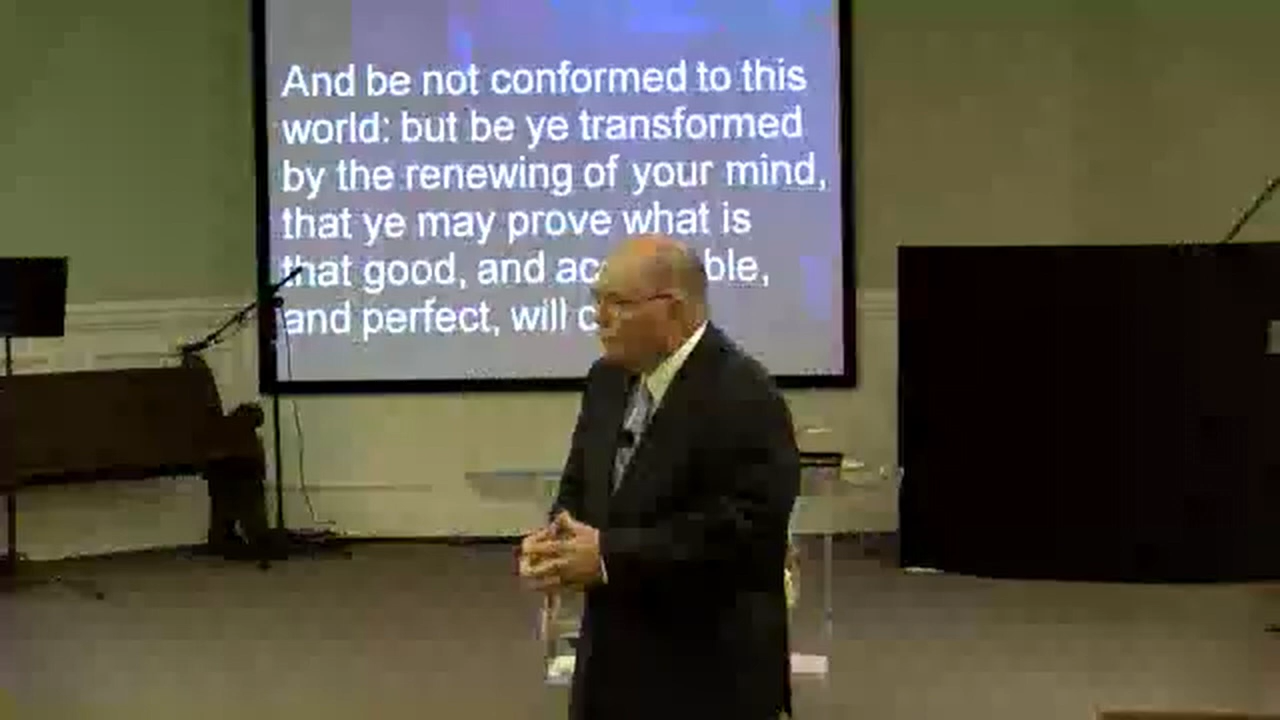 And be not conformed to this
world: but be ye transformed
by the renewing of your mind,
that ye may prove what is
that good, and ac ble,
and perfect, will